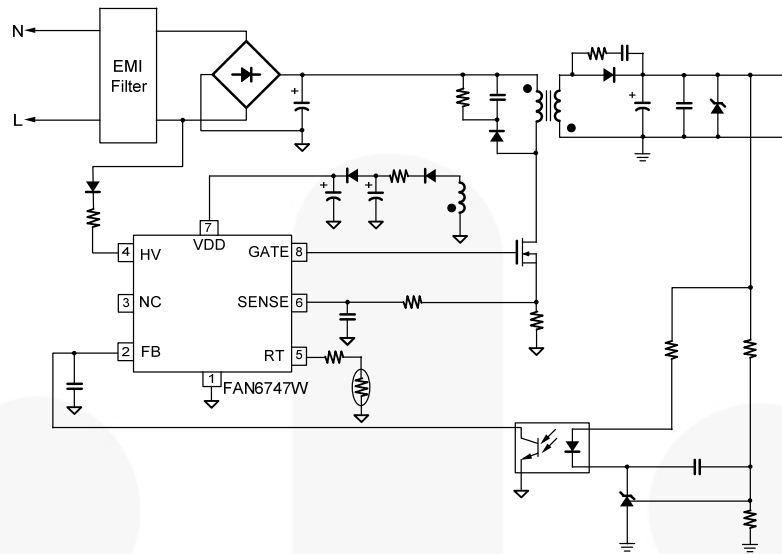 N
EMI
Filter
L
+
+
+
+
7
VDD
4
HV
GATE
8
3
NC
SENSE
6
2
FB
RT
5
1
FAN6747W